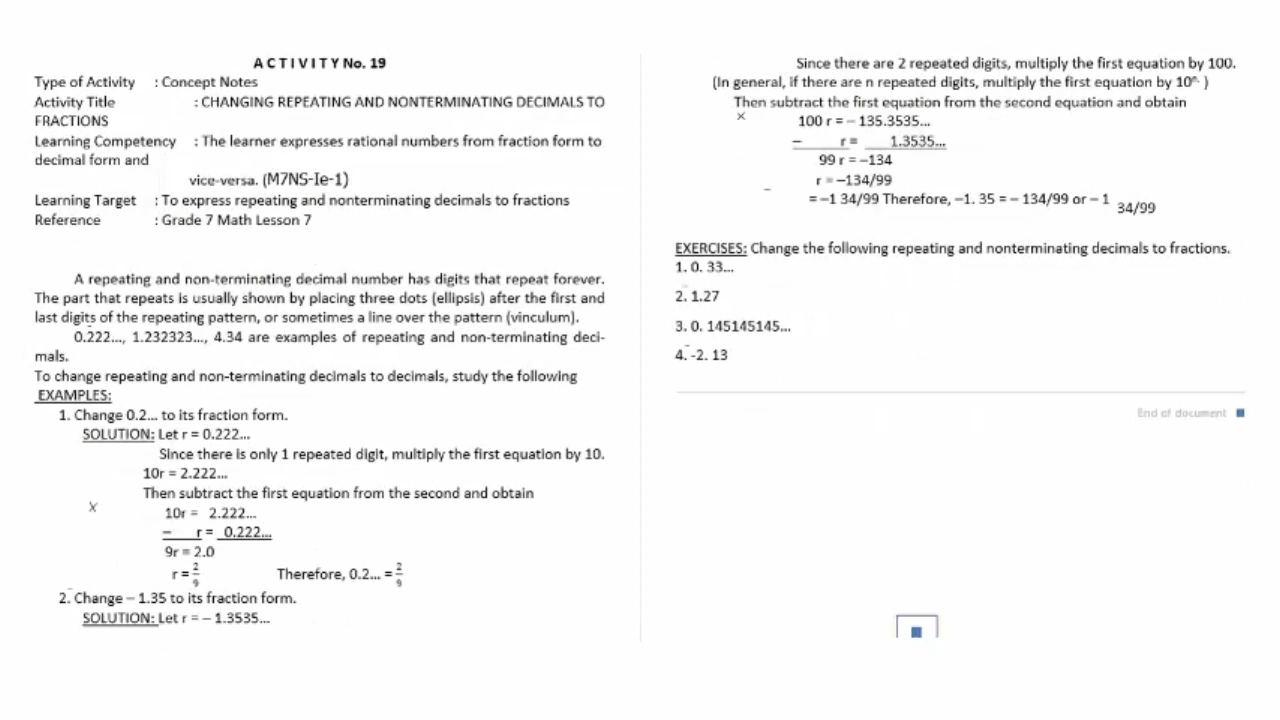 A C T I V I T Y No. 19
Type of Activity : Concept Notes
Activity Title : CHANGING REPEATING AND NONTERMINATING DECIMALS TO
FRACTIONS
Learning Competency : The learner expresses rational numbers from fraction form to
decimal form and
vice-versa. (M7NS-Ie-1)
Learning Target : To express repeating and nonterminating decimals to fractions
Reference : Grade 7 Math Lesson 7
A repeating and non-terminating decimal number has digits that repeat forever.
The part that repeats is usually shown by placing three dots (ellipsis) after the first and
last digits of the repeating pattern, or sometimes a line over the pattern (vinculum).
0.222..., 1.232323..., 4.34 are examples of repeating and non-terminating deci-
mals.
To change repeating and non-terminating decimals to decimals, study the following
EXAMPLES:
1. Change 0.2... to its fraction form.
SOLUTION: Let r = 0.222...
Since there is only 1 repeated digit, multiply the first equation by 10.
10r = 2.222...
Then subtract the first equation from the second and obtain
x
10r = 2.222...
− r = 0.222...
9r = 2.0
r = 2/9 Therefore, 0.2... = 2/9
2. Change – 1.35 to its fraction form.
SOLUTION: Let r = – 1.3535...
Since there are 2 repeated digits, multiply the first equation by 100.
(In general, if there are n repeated digits, multiply the first equation by 10ⁿ· )
Then subtract the first equation from the second equation and obtain
x
100 r = – 135.3535...
– r = 1.3535...
99 r = –134
r = –134/99
= –1 34/99 Therefore, –1. 35 = – 134/99 or – 1 34/99
EXERCISES: Change the following repeating and nonterminating decimals to fractions.
1. 0. 33...
2. 1.27
3. 0. 145145145...
4. -2. 13
End of document